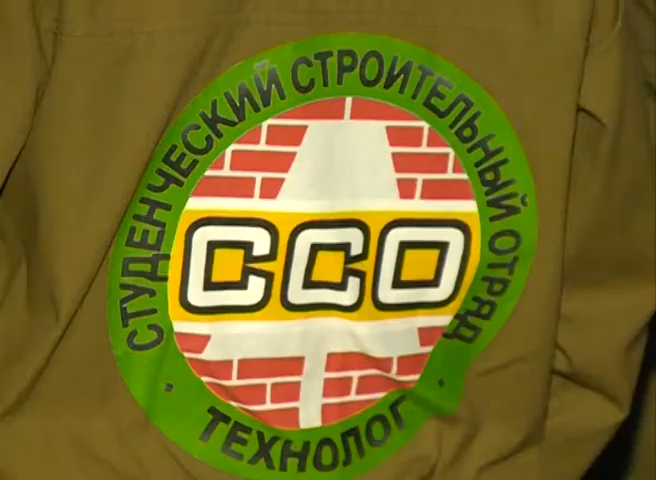 СТУДЕНЧЕСКИЙ СТРОИТЕЛЬНЫЙ ОТРЯД
ССО
ТЕХНОЛОГ